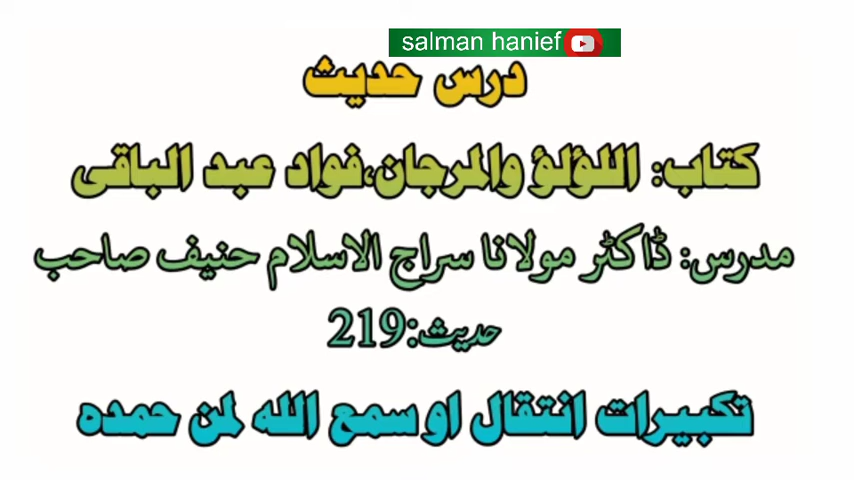 salman hanief
درس حدیث
کتاب: اللؤلؤ والمرجان،فواد عبد الباقی
مدرس: ڈاکٹر مولانا سراج الاسلام حنیف صاحب
حدیث:219
تکبیرات انتقال او سمع الله لمن حمده